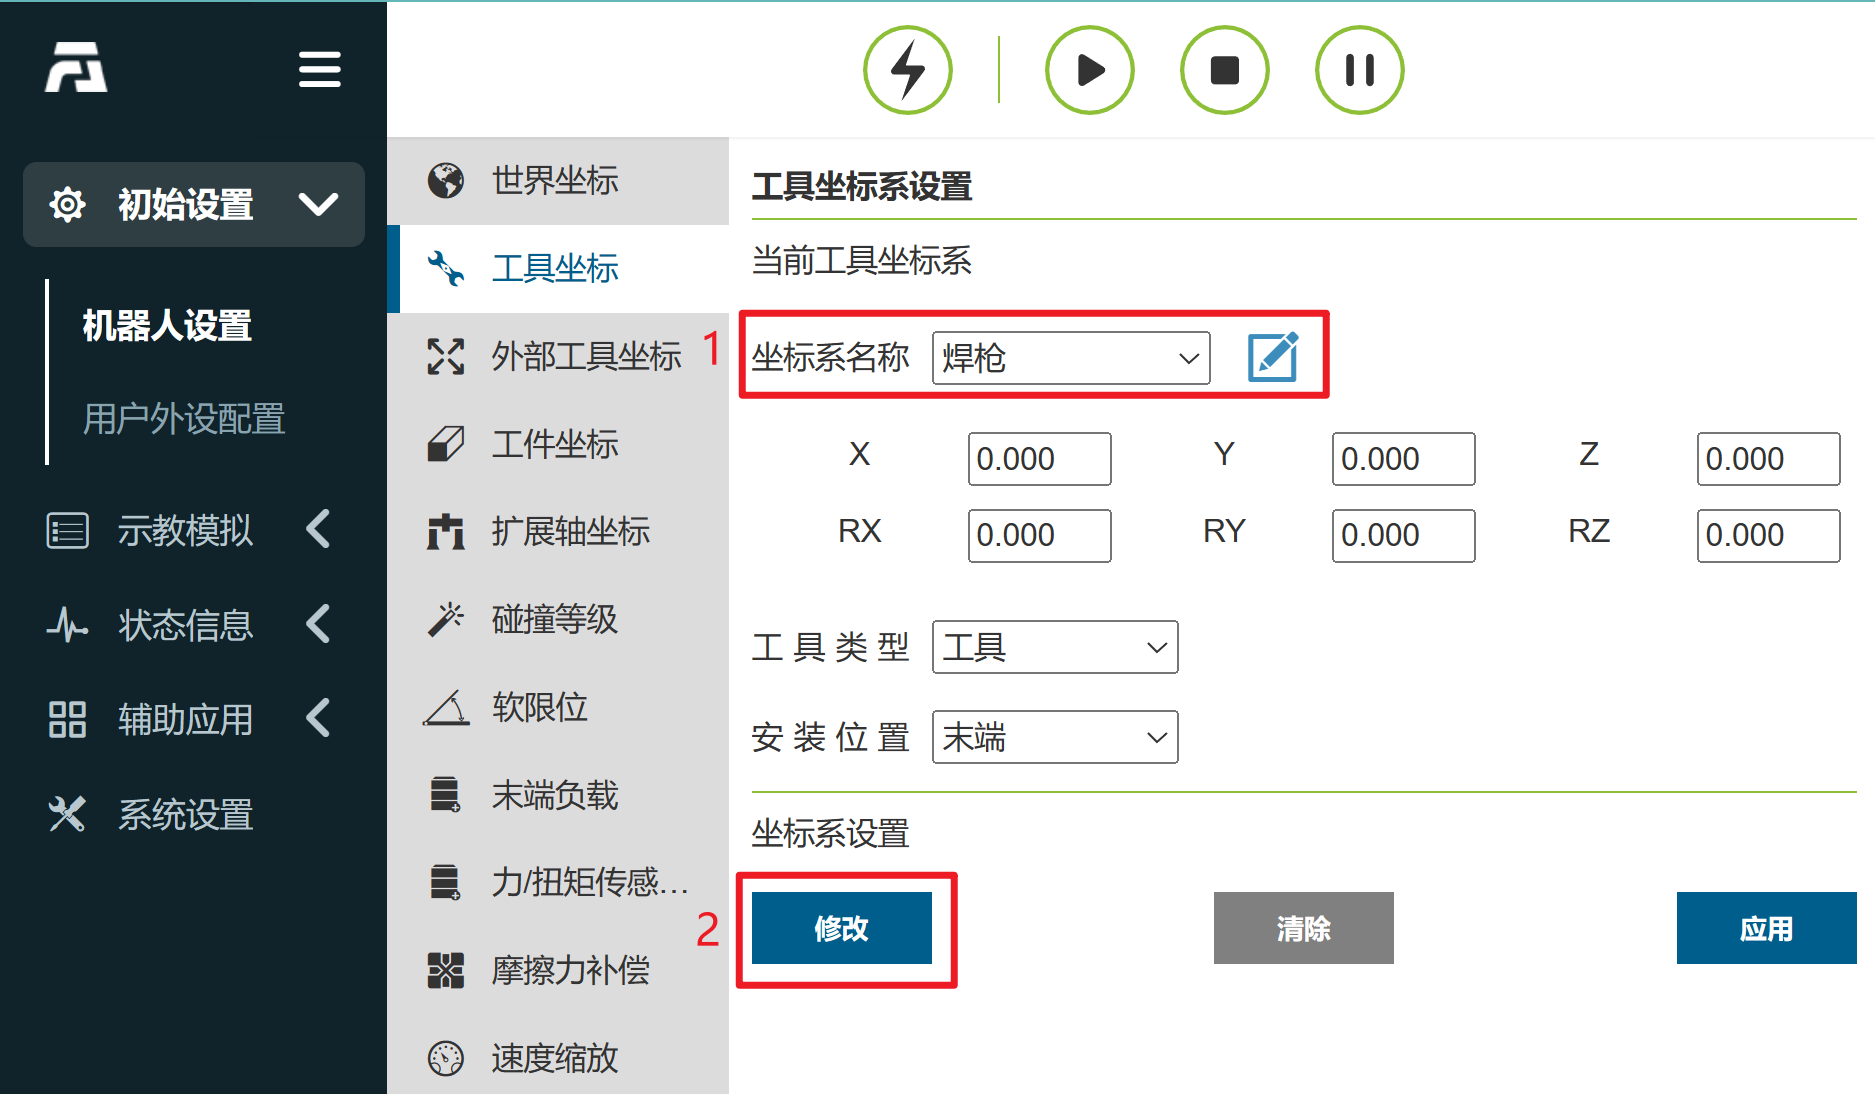 初始设置
机器人设置
用户外设配置
示教模拟
状态信息
辅助应用
系统设置
世界坐标
工具坐标
外部工具坐标
工件坐标
扩展轴坐标
碰撞等级
软限位
末端负载
力/扭矩传感...
摩擦力补偿
速度缩放
工具坐标系设置
当前工具坐标系
1
坐标系名称 焊枪
X 0.000 Y 0.000 Z 0.000
RX 0.000 RY 0.000 RZ 0.000
工具类型 工具
安装位置 末端
坐标系设置
2
修改 清除 应用